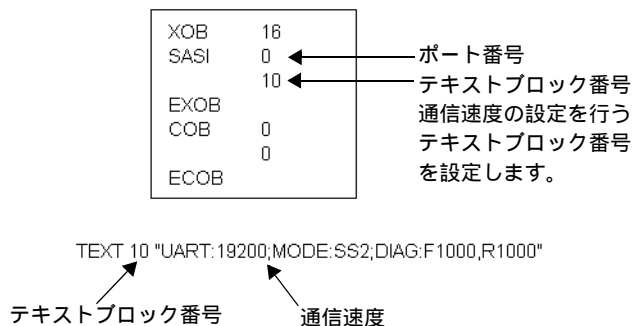 XOB 16
SASI 0
10
EXOB
COB 0
0
ECOB
ポート番号
テキストブロック番号
通信速度の設定を行う
テキストブロック番号
を設定します。
TEXT 10 "UART:19200;MODE:SS2;DIAG:F1000,R1000"
テキストブロック番号
通信速度